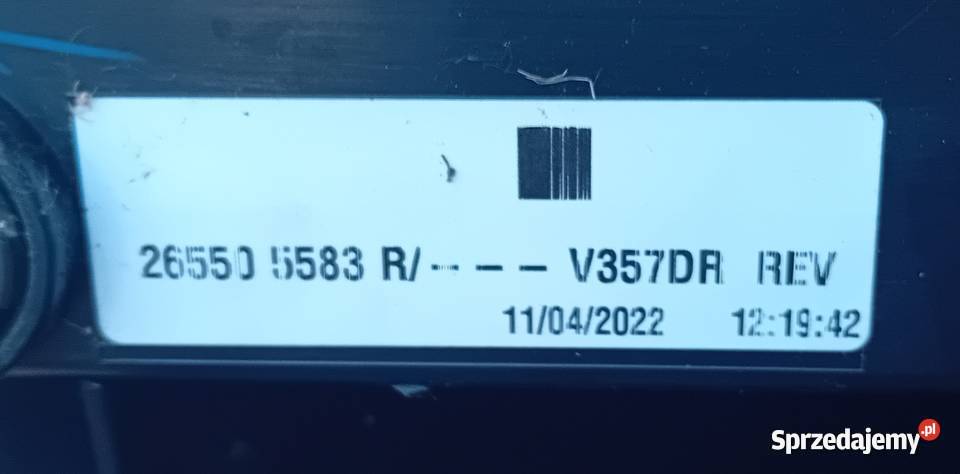 26550 5583 R/---- V357DR REV
11/04/2022 12:19:42
Sprzedajemy.pl